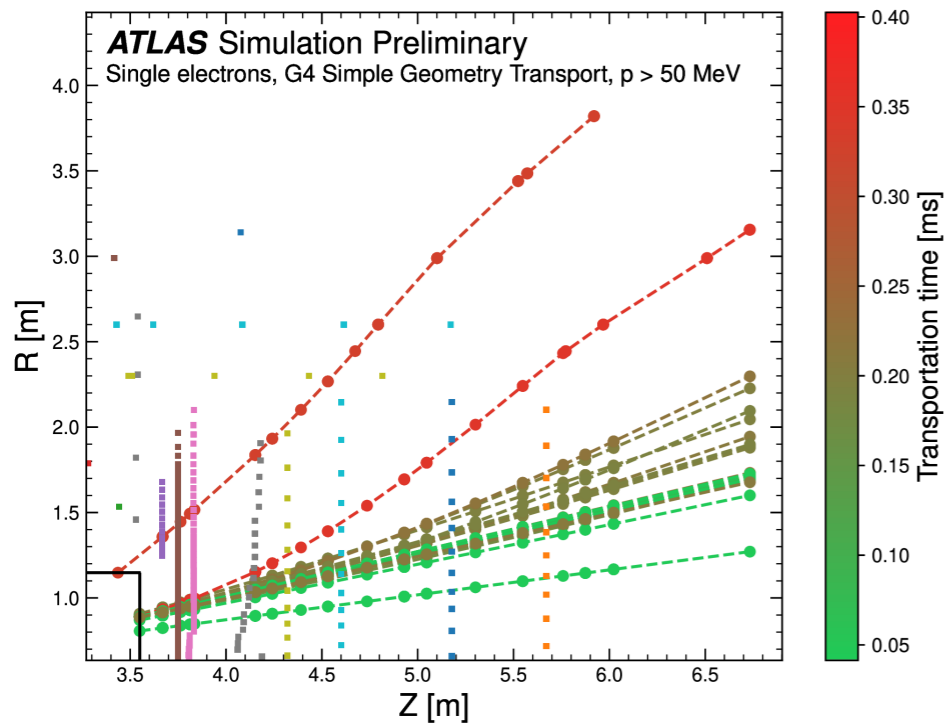 ATLAS Simulation Preliminary
Single electrons, G4 Simple Geometry Transport, p > 50 MeV
R [m]
4.0
3.5
3.0
2.5
2.0
1.5
1.0
3.5 4.0 4.5 5.0 5.5 6.0 6.5
Z [m]
0.40
0.35
0.30
0.25
0.20
0.15
0.10
0.05
Transportation time [ms]